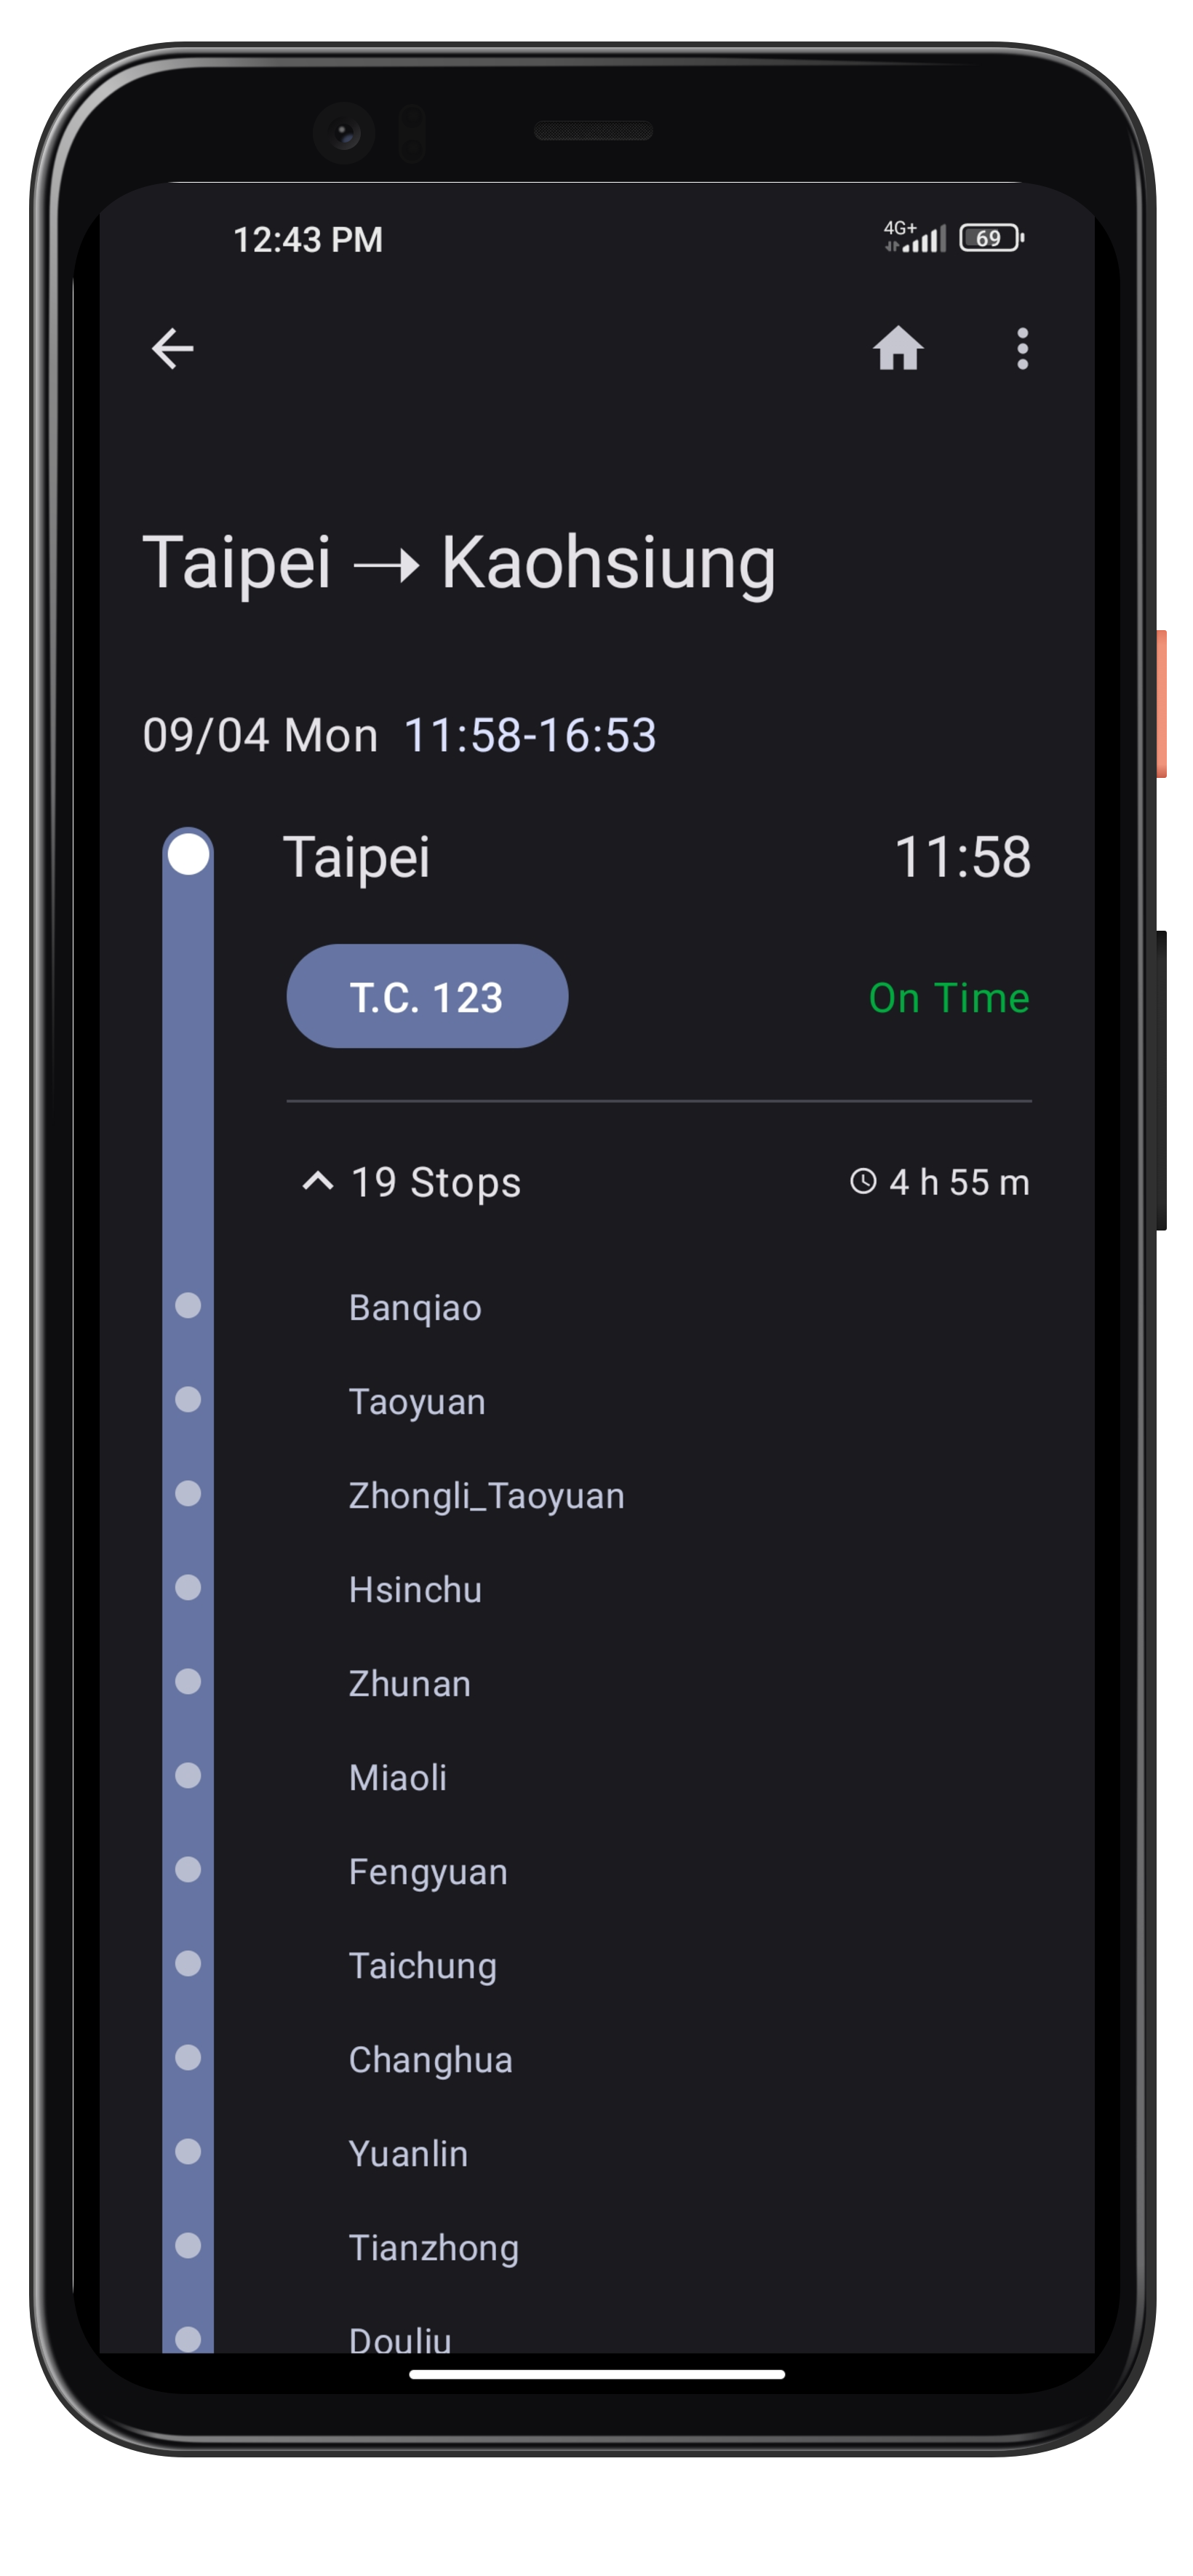 12:43 PM
4G+ 69
Taipei → Kaohsiung
09/04 Mon 11:58-16:53
Taipei 11:58
T.C. 123 On Time
19 Stops 4 h 55 m
Banqiao
Taoyuan
Zhongli_Taoyuan
Hsinchu
Zhunan
Miaoli
Fengyuan
Taichung
Changhua
Yuanlin
Tianzhong
Douliu